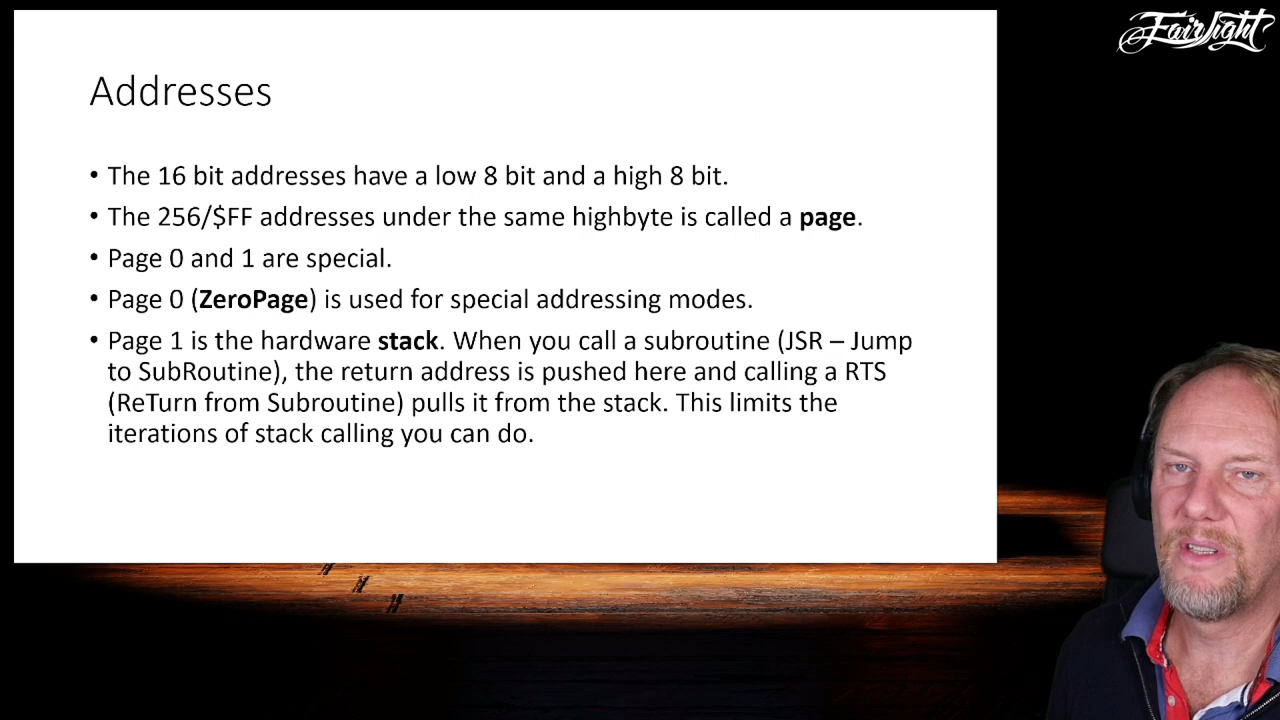 Fairlight
Addresses
• The 16 bit addresses have a low 8 bit and a high 8 bit.
• The 256/$FF addresses under the same highbyte is called a page.
• Page 0 and 1 are special.
• Page 0 (ZeroPage) is used for special addressing modes.
• Page 1 is the hardware stack. When you call a subroutine (JSR – Jump
to SubRoutine), the return address is pushed here and calling a RTS
(ReTurn from Subroutine) pulls it from the stack. This limits the
iterations of stack calling you can do.